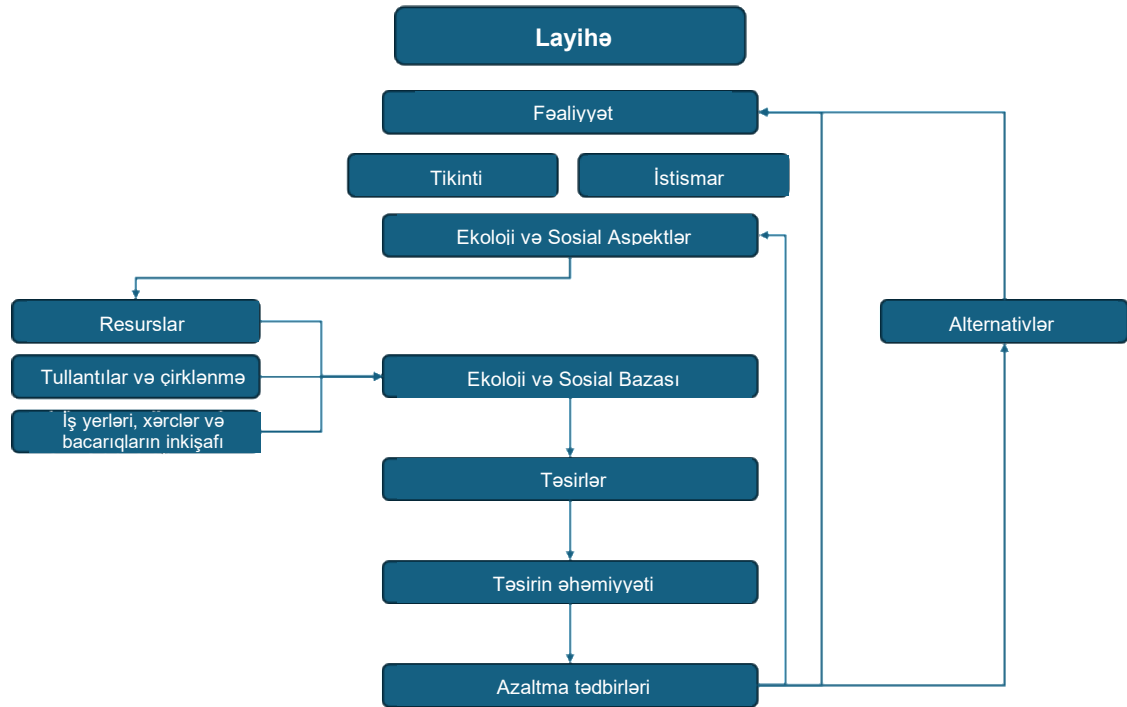 Layihə
Fəaliyyət
Tikinti
İstismar
Ekoloji və Sosial Aspektlər
Resurslar
Alternativlər
Tullantılar və çirklənmə
Ekoloji və Sosial Bazası
İş yerləri, xərclər və
bacarıqların inkişafı
Təsirlər
Təsirin əhəmiyyəti
Azaltma tədbirləri